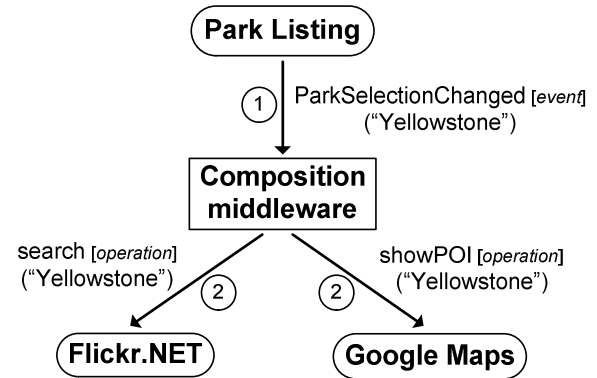 Park Listing
1
ParkSelectionChanged [event]
(“Yellowstone”)
Composition
middleware
search [operation]
(“Yellowstone”)
showPOI [operation]
(“Yellowstone”)
2
2
Flickr.NET
Google Maps